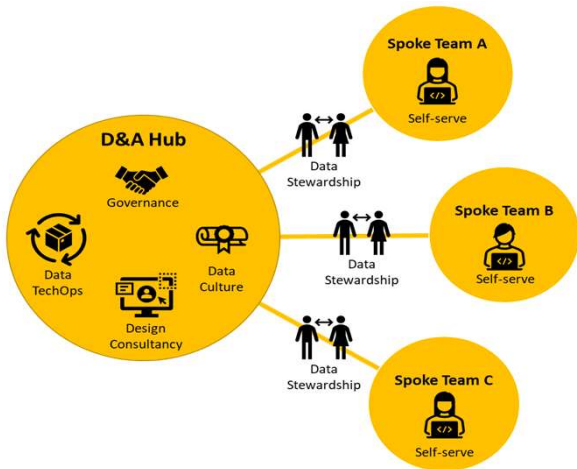 D&A Hub
Governance
Data
TechOps
Data
Culture
Design
Consultancy
Data
Stewardship
Data
Stewardship
Data
Stewardship
Spoke Team A
</>
Self-serve
Spoke Team B
</>
Self-serve
Spoke Team C
</>
Self-serve